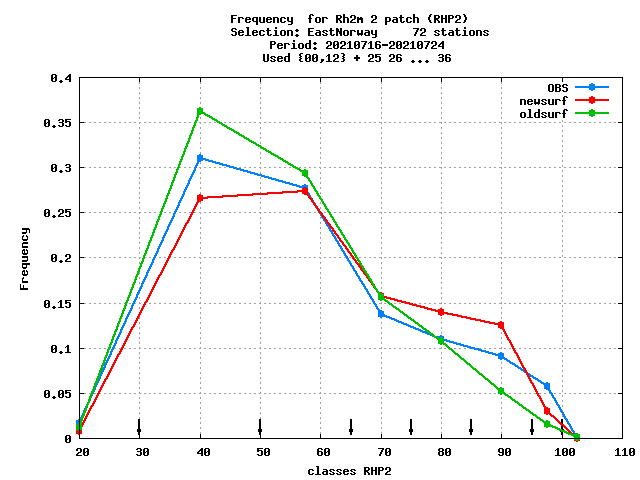 Frequency  for Rh2m 2 patch (RHP2)
Selection: EastNorway     72 stations
Period: 20210716-20210724
Used {00,12} + 25 26 ... 36
OBS
newsurf
oldsurf
0.4
0.35
0.3
0.25
0.2
0.15
0.1
0.05
0
Frequency
20 30 40 50 60 70 80 90 100 110
classes RHP2